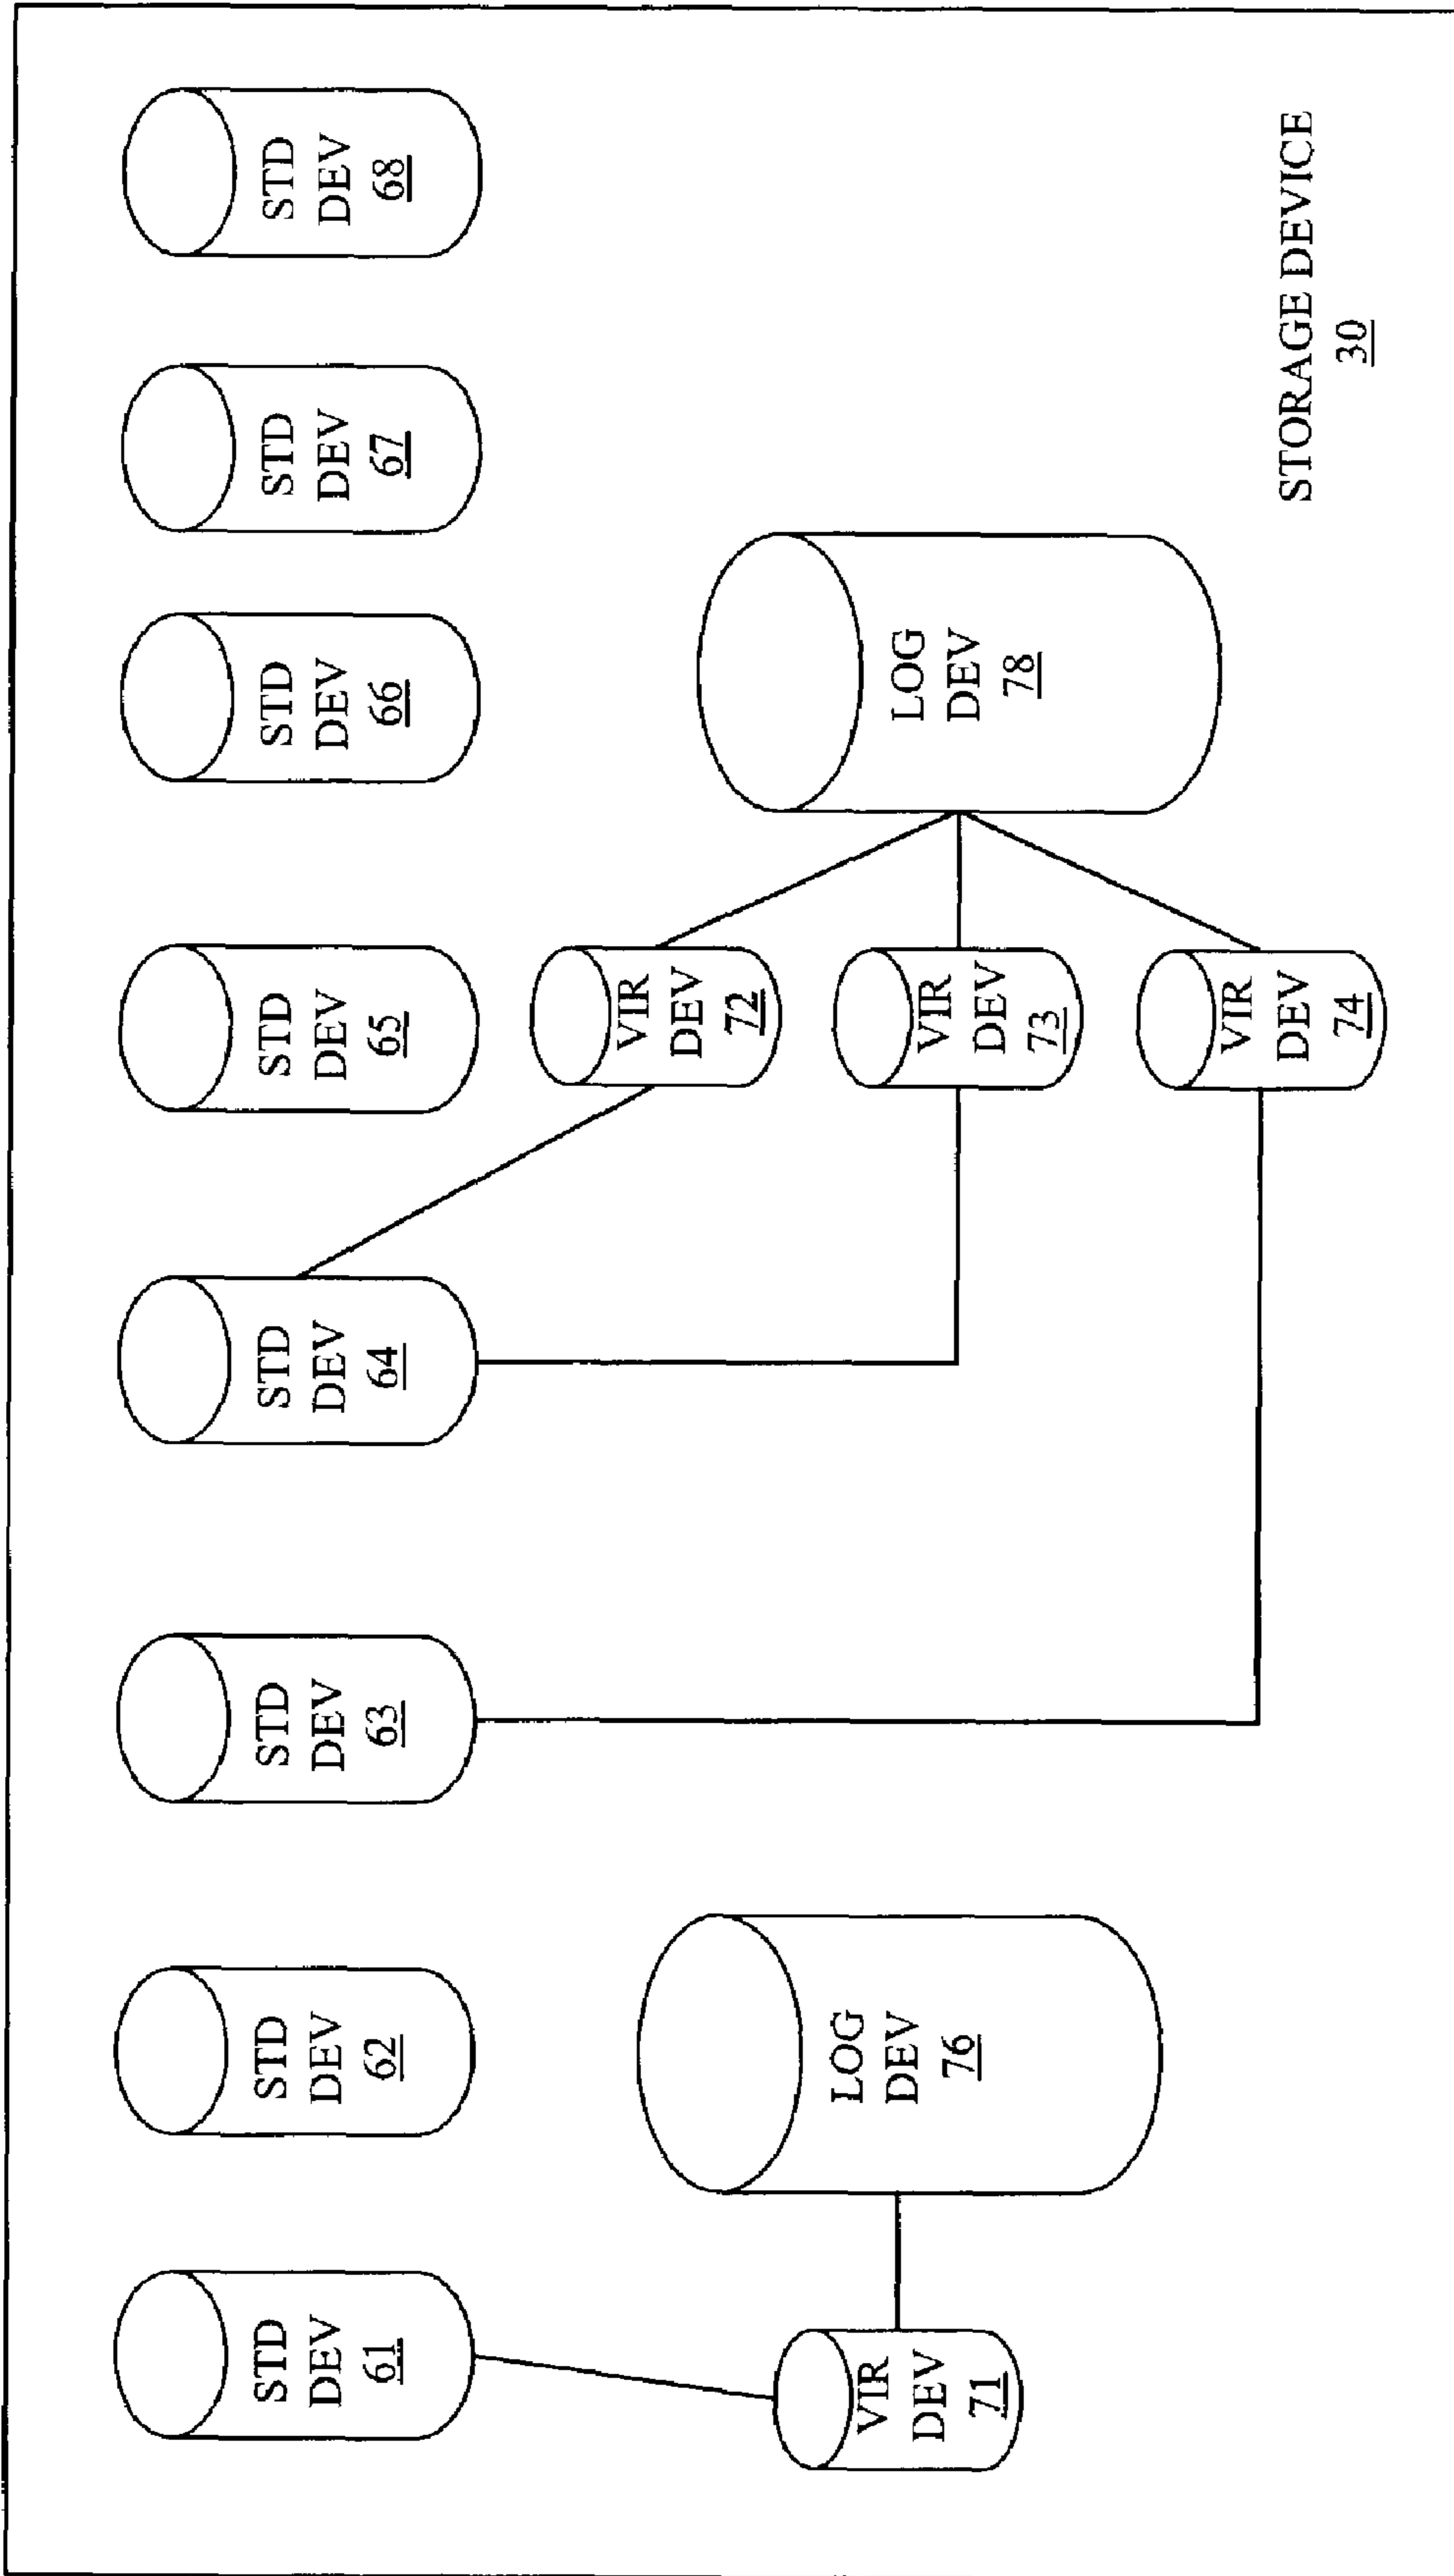 STD
DEV
61
STD
DEV
62
STD
DEV
63
STD
DEV
64
STD
DEV
65
STD
DEV
66
STD
DEV
67
STD
DEV
68
VIR
DEV
71
LOG
DEV
76
VIR
DEV
72
VIR
DEV
73
VIR
DEV
74
LOG
DEV
78
STORAGE DEVICE
30